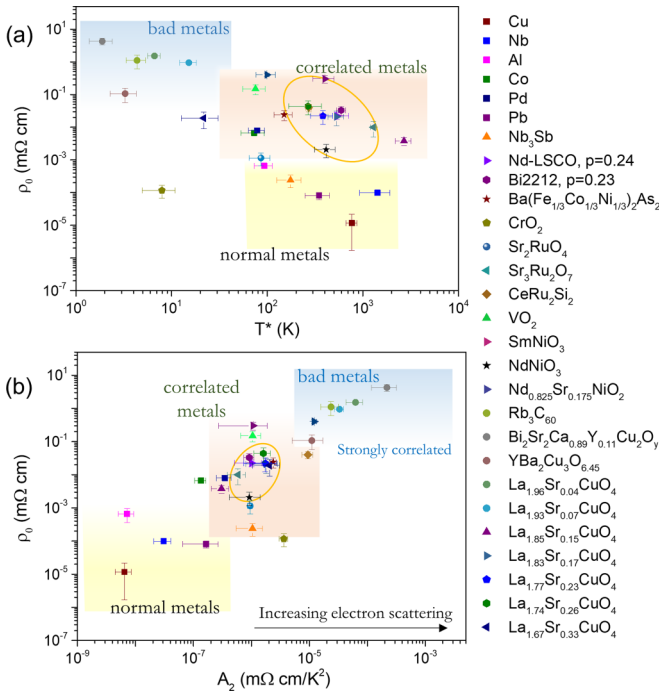 (a)
bad metals
correlated metals
normal metals
10¹
10⁻¹
10⁻³
10⁻⁵
10⁻⁷
ρ₀ (mΩ cm)
10⁰ 10¹ 10² 10³ 10⁴
T* (K)
(b)
correlated
metals
bad metals
Strongly correlated
normal metals
Increasing electron scattering
10³
10¹
10⁻¹
10⁻³
10⁻⁵
10⁻⁷
ρ₀ (mΩ cm)
10⁻⁹ 10⁻⁷ 10⁻⁵ 10⁻³
A₂ (mΩ cm/K²)
Cu
Nb
Al
Co
Pd
Pb
Nb₃Sb
Nd-LSCO, p=0.24
Bi2212, p=0.23
Ba(Fe₁/₃Co₁/₃Ni₁/₃)₂As₂
CrO₂
Sr₂RuO₄
Sr₃Ru₂O₇
CeRu₂Si₂
VO₂
SmNiO₃
NdNiO₃
Nd₀.₈₂₅Sr₀.₁₇₅NiO₂
Rb₃C₆₀
Bi₂Sr₂Ca₀.₈₉Y₀.₁₁Cu₂Oy
YBa₂Cu₃O₆.₄₅
La₁.₉₆Sr₀.₀₄CuO₄
La₁.₉₃Sr₀.₀₇CuO₄
La₁.₈₅Sr₀.₁₅CuO₄
La₁.₈₃Sr₀.₁₇CuO₄
La₁.₇₇Sr₀.₂₃CuO₄
La₁.₇₄Sr₀.₂₆CuO₄
La₁.₆₇Sr₀.₃₃CuO₄